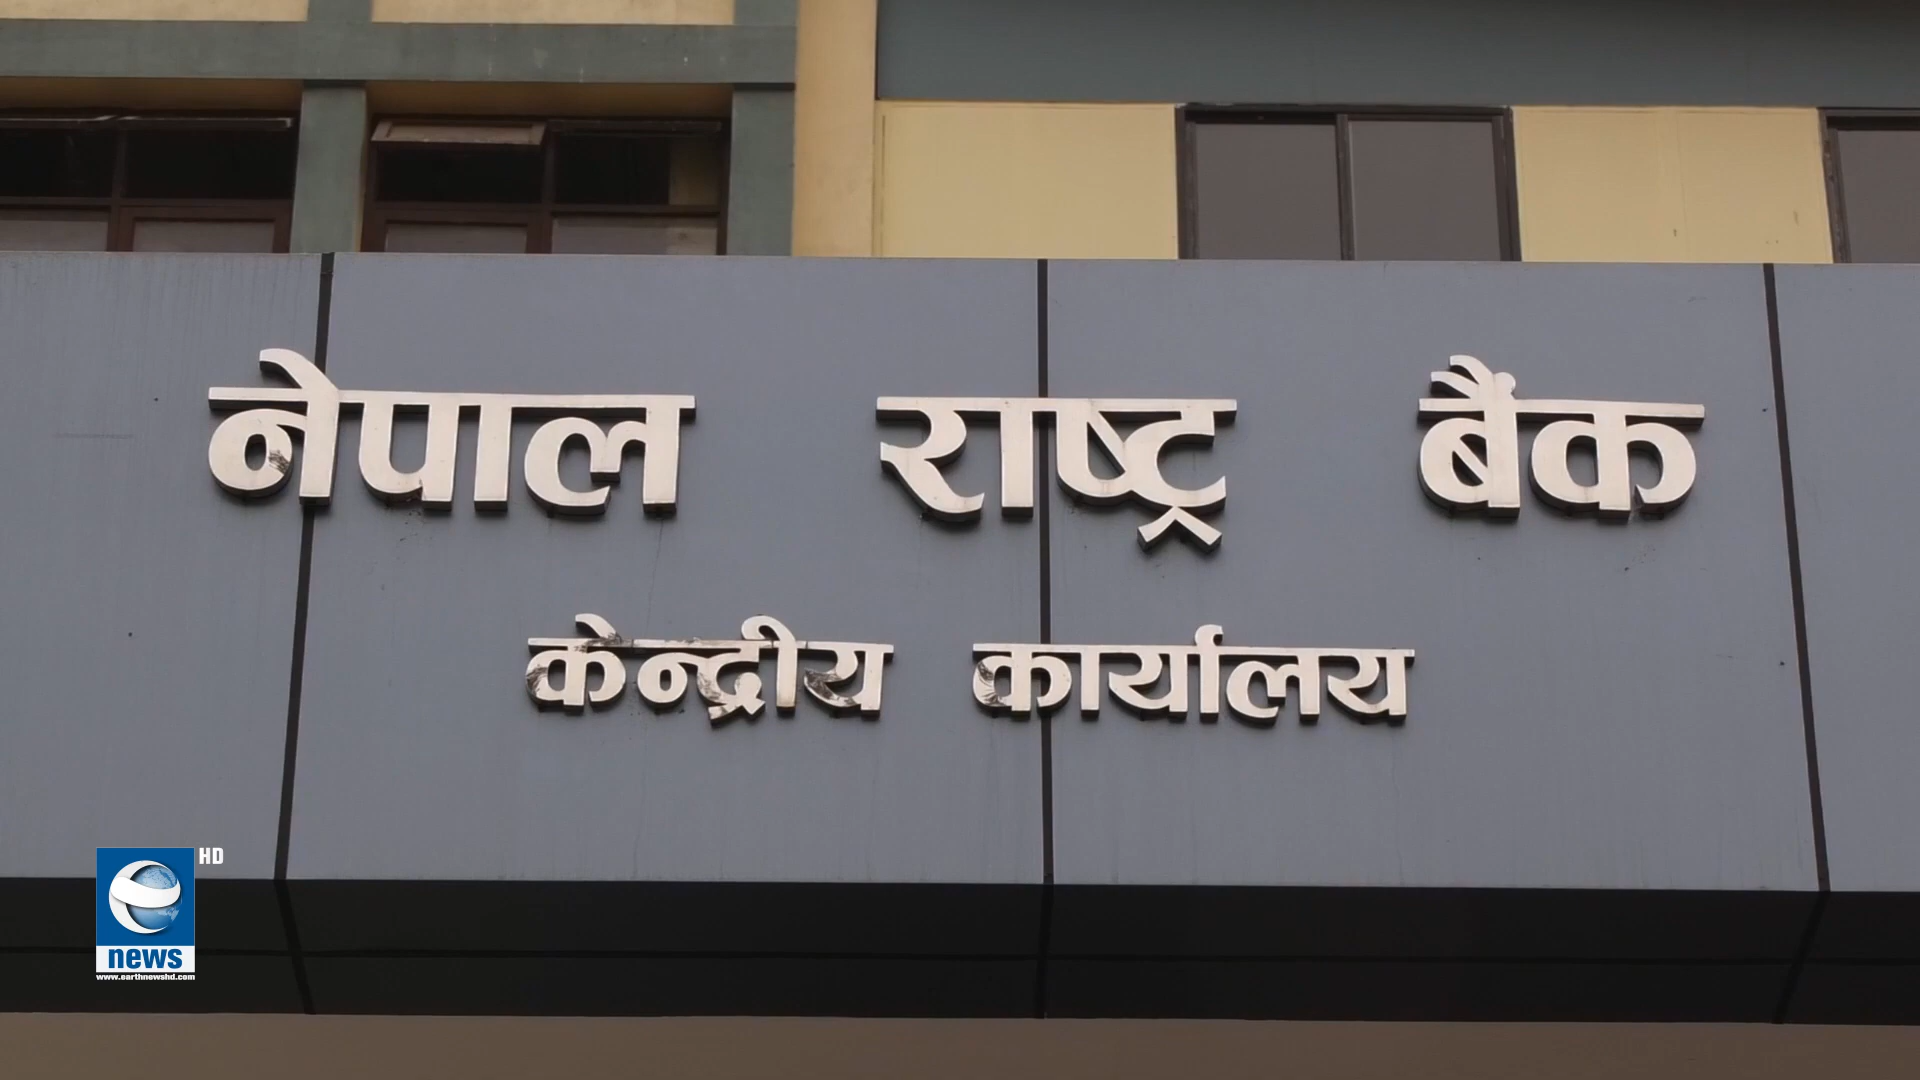 नेपाल राष्ट्र बैंक
केन्द्रीय कार्यालय
HD
news
www.earthnewshd.com